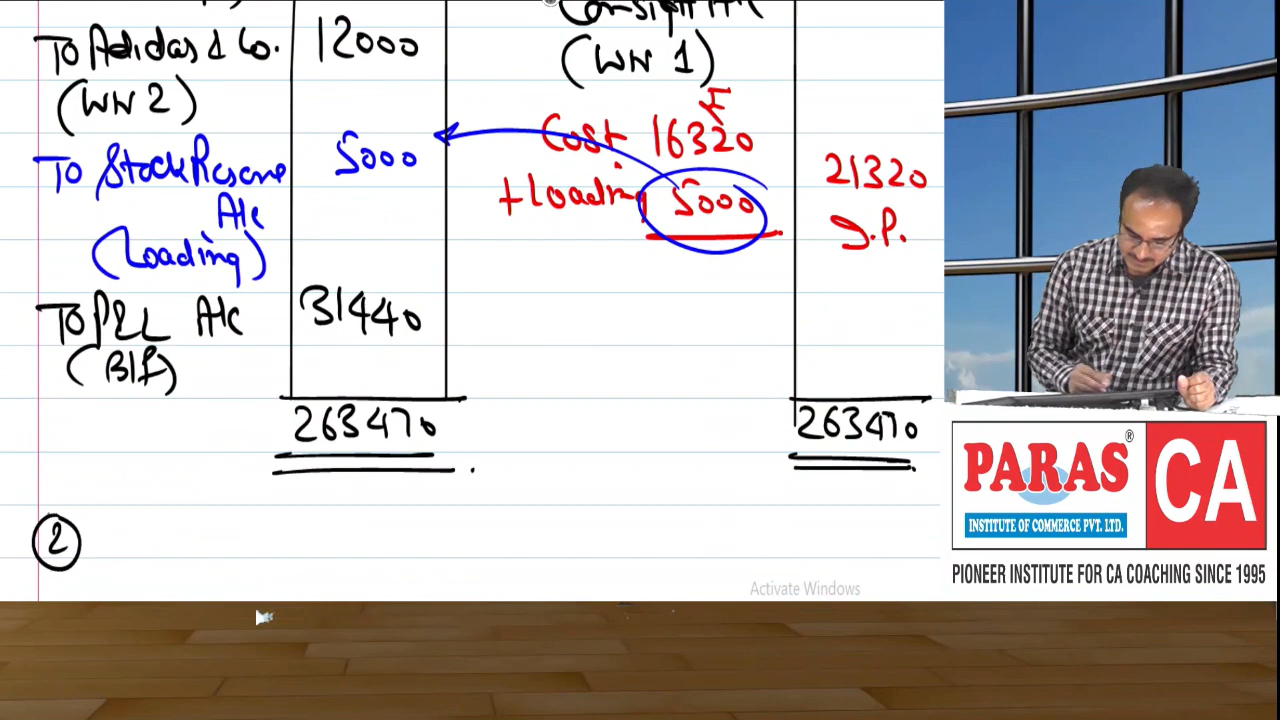 To Adidas & Co. 12000
(WN 2)
(WN 1)
Cost 16320
+ Loading 5000
21320
I.P.
To Stock Reserve
A/c
(Loading)
5000
To P&L A/c 31440
(B/f)
263470
263470
2
Activate Windows
PARAS®
INSTITUTE OF COMMERCE PVT. LTD.
CA
PIONEER INSTITUTE FOR CA COACHING SINCE 1995